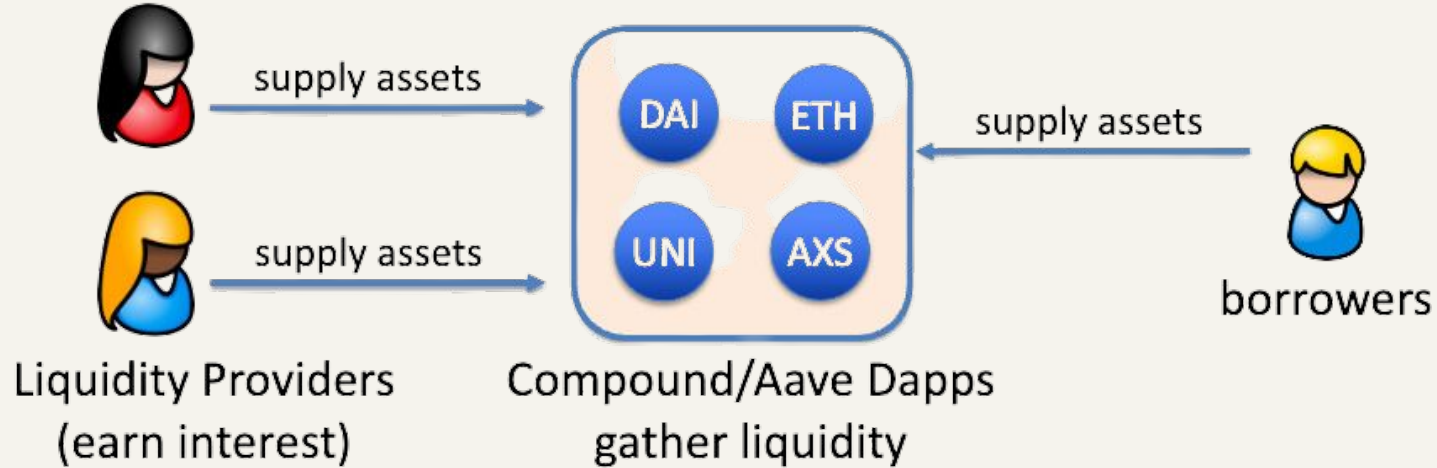 supply assets
DAI
ETH
supply assets
supply assets
UNI
AXS
borrowers
Liquidity Providers
(earn interest)
Compound/Aave Dapps
gather liquidity